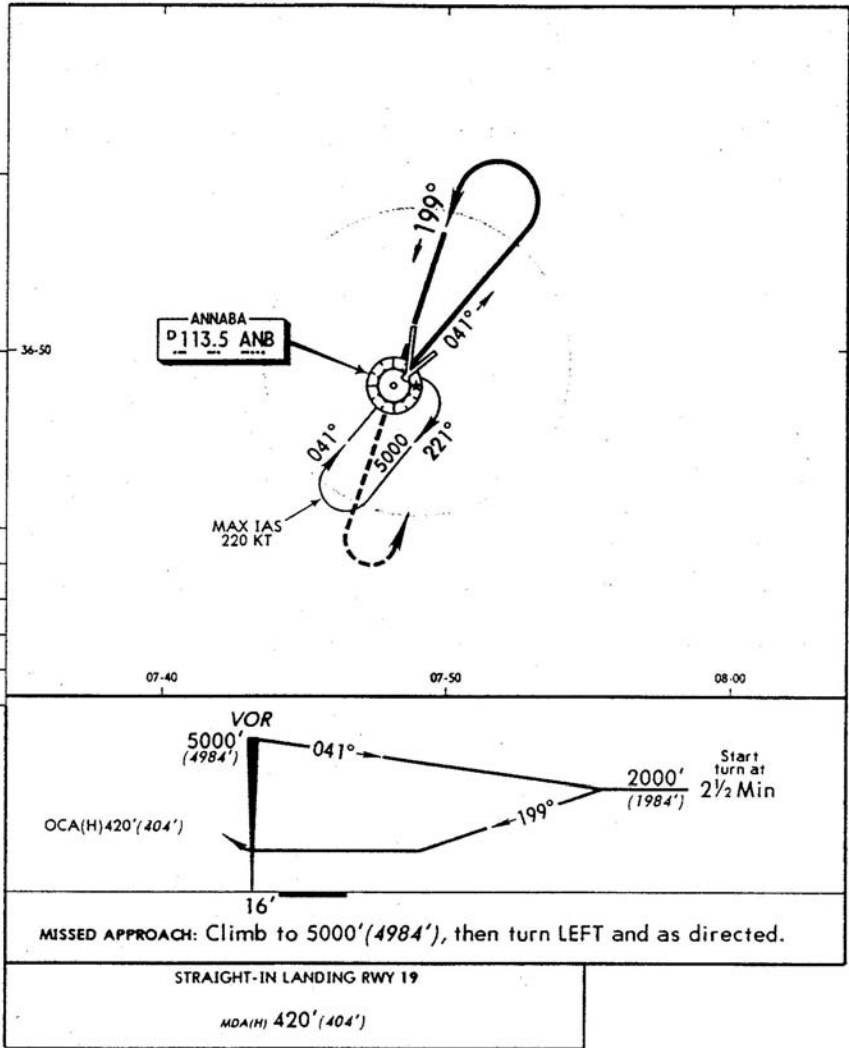 199°
ANNABA
D 113.5 ANB
36-50
041°
041°
5000
221°
MAX IAS
220 KT
07-40
07-50
08-00
VOR
5000'
(4984')
041°
Start
turn at
2½ Min
2000'
(1984')
199°
OCA(H) 420' (404')
16'
MISSED APPROACH: Climb to 5000' (4984'), then turn LEFT and as directed.
STRAIGHT-IN LANDING RWY 19
MDA(H) 420' (404')